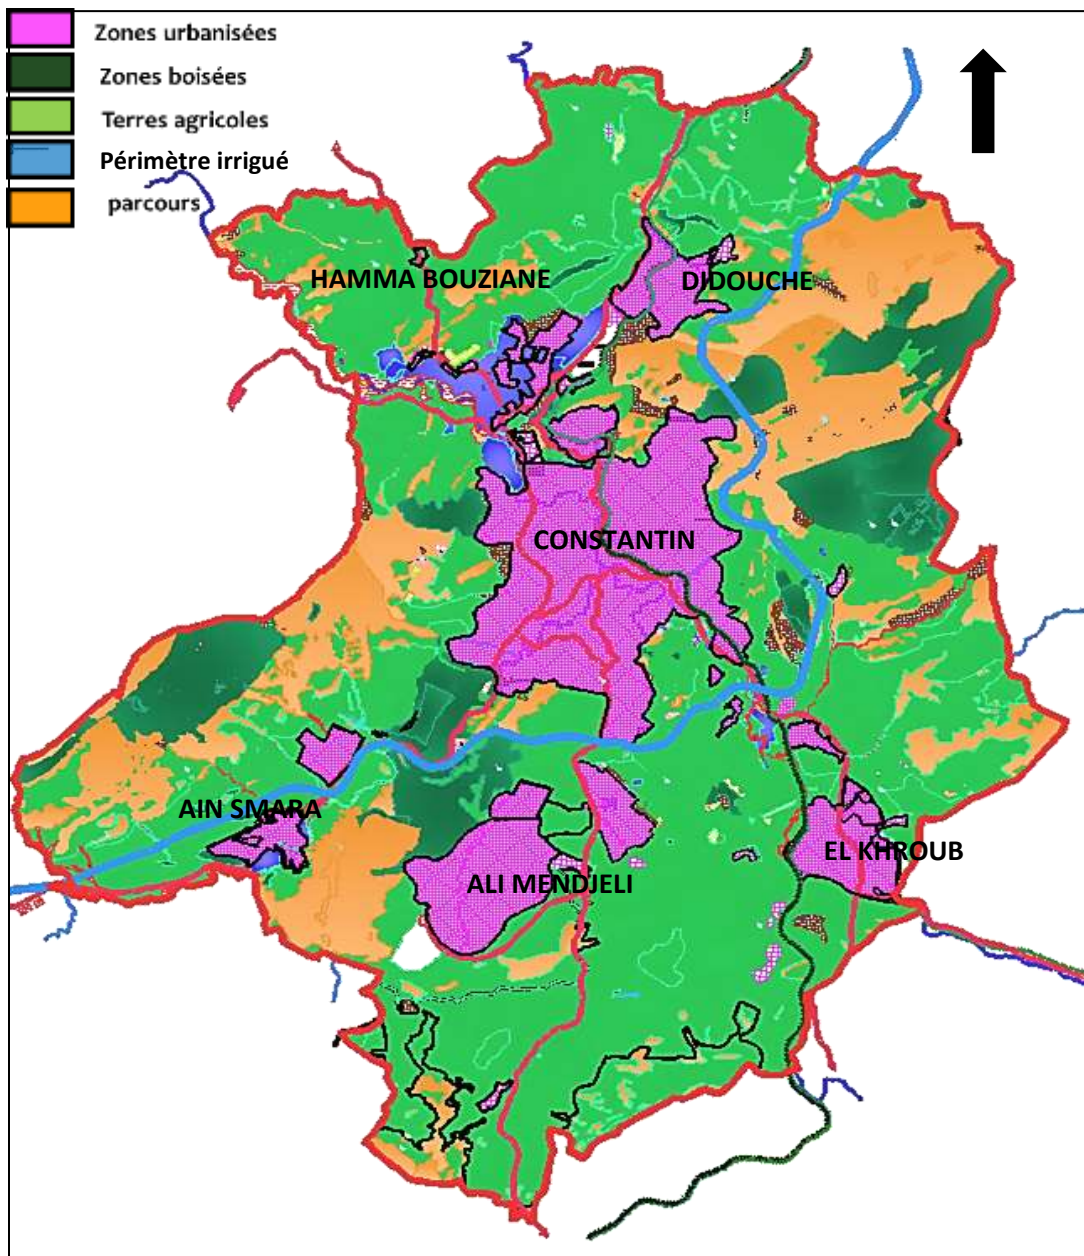 Zones urbanisées
Zones boisées
Terres agricoles
Périmètre irrigué
parcours
HAMMA BOUZIANE
DIDOUCHE
CONSTANTIN
AIN SMARA
EL KHROUB
ALI MENDJELI